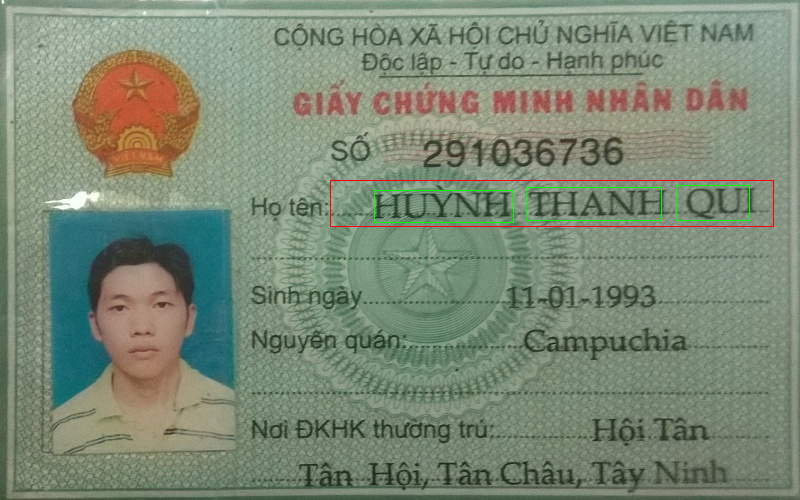 CỘNG HÒA XÃ HỘI CHỦ NGHĨA VIỆT NAM
Độc lập - Tự do - Hạnh phúc
GIẤY CHỨNG MINH NHÂN DÂN
SỐ 291036736
Họ tên: HUỲNH THANH QUI
Sinh ngày 11-01-1993
Nguyên quán: Campuchia
Nơi ĐKHK thường trú: Hội Tân
Tân Hội, Tân Châu, Tây Ninh
VIỆT NAM